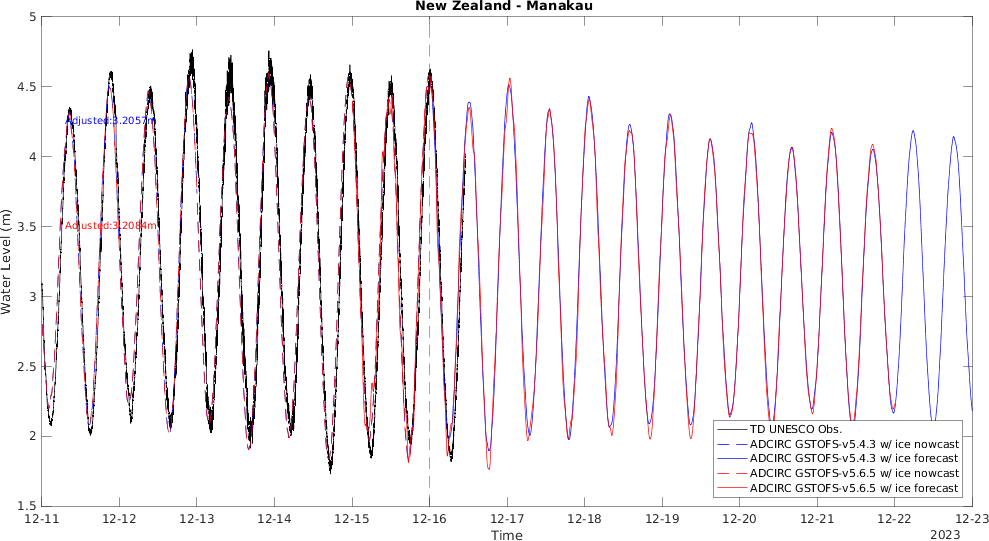 New Zealand - Manakau
Water Level (m)
5
4.5
4
3.5
3
2.5
2
1.5
Adjusted:3.2057m
Adjusted:3.2084m
TD UNESCO Obs.
ADCIRC GSTOFS-v5.4.3 w/ ice nowcast
ADCIRC GSTOFS-v5.4.3 w/ ice forecast
ADCIRC GSTOFS-v5.6.5 w/ ice nowcast
ADCIRC GSTOFS-v5.6.5 w/ ice forecast
12-11 12-12 12-13 12-14 12-15 12-16 12-17 12-18 12-19 12-20 12-21 12-22 12-23
Time
2023